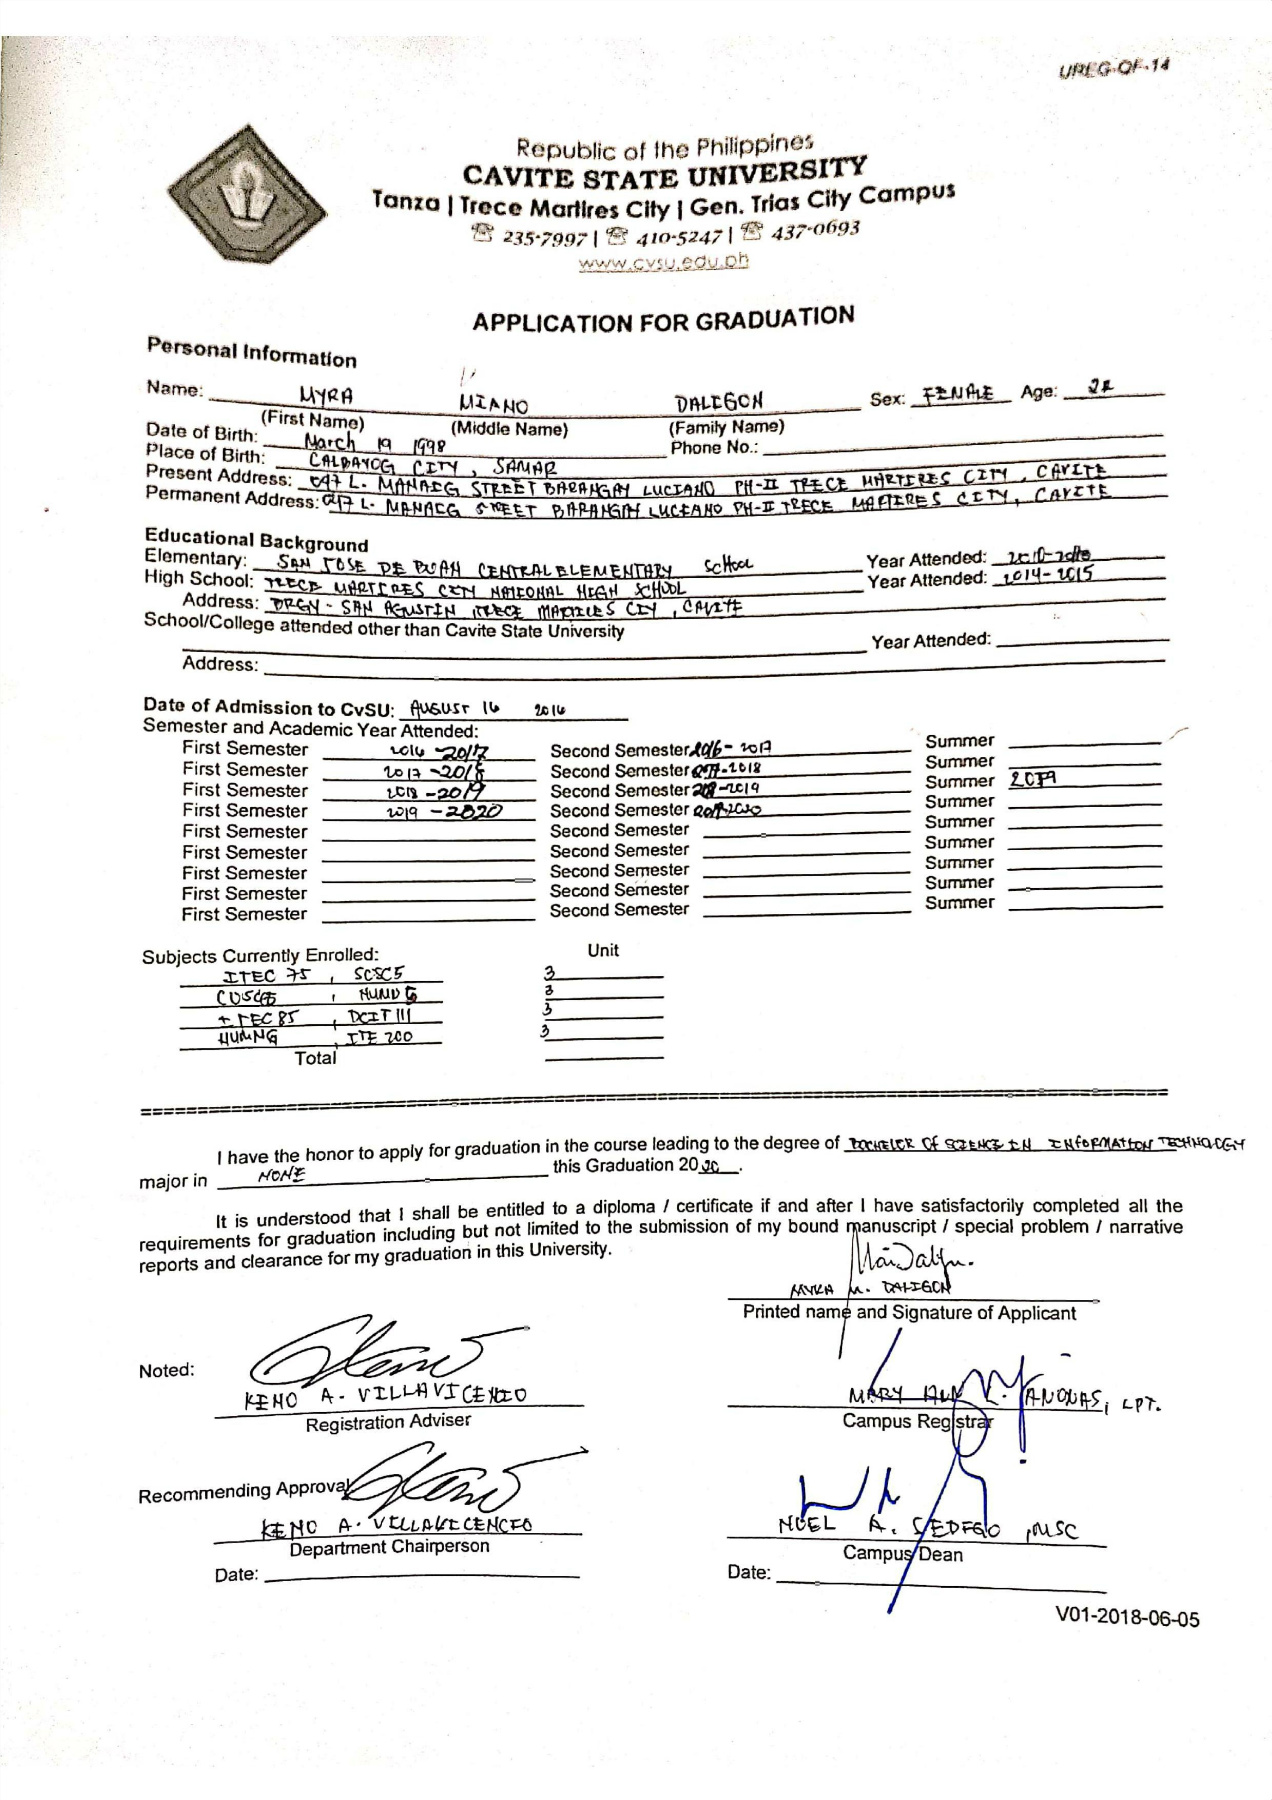 UREG-QF-14
Republic of the Philippines
CAVITE STATE UNIVERSITY
Tanza | Trece Martires City | Gen. Trias City Campus
☏ 235-7997 | ☏ 410-5247 | ☏ 437-0693
www.cvsu.edu.ph
APPLICATION FOR GRADUATION
Personal Information
Name: MYRA MIANO DALIGON Sex: FEMALE Age: 22
(First Name) (Middle Name) (Family Name)
Date of Birth: March 19 1998 Phone No.:
Place of Birth: CALBAYOG CITY, SAMAR
Present Address: 097 L. MANAIG STREET BARANGAY LUCIANO PH-II TRECE MARTIRES CITY, CAVITE
Permanent Address: 097 L. MANAIG STREET BARANGAY LUCIANO PH-II TRECE MARTIRES CITY, CAVITE
Educational Background
Elementary: SAN JOSE DE BUAN CENTRAL ELEMENTARY SCHOOL Year Attended:
High School: TRECE MARTIRES CITY NATIONAL HIGH SCHOOL Year Attended: 2014-2015
Address: BRGY - SAN AGUSTIN TRECE MARTIRES CITY, CAVITE
School/College attended other than Cavite State University
Year Attended:
Address:
Date of Admission to CvSU: AUGUST 16 2016
Semester and Academic Year Attended:
First Semester 2016-2017 Second Semester 2016-2017 Summer
First Semester 2017-2018 Second Semester 2017-2018 Summer
First Semester 2018-2019 Second Semester 2018-2019 Summer 2019
First Semester 2019-2020 Second Semester 2019-2020 Summer
First Semester Second Semester Summer
First Semester Second Semester Summer
First Semester Second Semester Summer
First Semester Second Semester Summer
First Semester Second Semester Summer
Subjects Currently Enrolled: Unit
ITEC 75, SCSC5 3
3
85, DCIT 111 3
, ITE 200 3
Total
I have the honor to apply for graduation in the course leading to the degree of BACHELOR OF SCIENCE IN INFORMATION TECHNOLOGY
major in NONE this Graduation 2020.
It is understood that I shall be entitled to a diploma / certificate if and after I have satisfactorily completed all the
requirements for graduation including but not limited to the submission of my bound manuscript / special problem / narrative
reports and clearance for my graduation in this University.
MYRA M. DALIGON
Printed name and Signature of Applicant
Noted:
KENO A. VILLAVICENCIO
Registration Adviser
MARY ANN ANONAS, LPT.
Campus Registrar
Recommending Approval
KENO A. VILLAVICENCIO
Department Chairperson
Date:
NOEL A. SEDEGO, MSC
Campus Dean
Date:
V01-2018-06-05